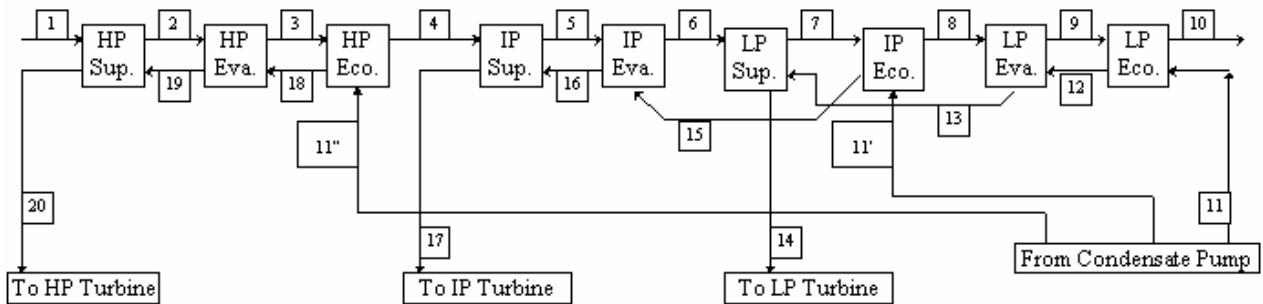 1
2
3
4
5
6
7
8
9
10
HP
Sup.
HP
Eva.
HP
Eco.
IP
Sup.
IP
Eva.
LP
Sup.
IP
Eco.
LP
Eva.
LP
Eco.
19
18
16
12
15
13
11"
11'
20
17
14
11
To HP Turbine
To IP Turbine
To LP Turbine
From Condensate Pump